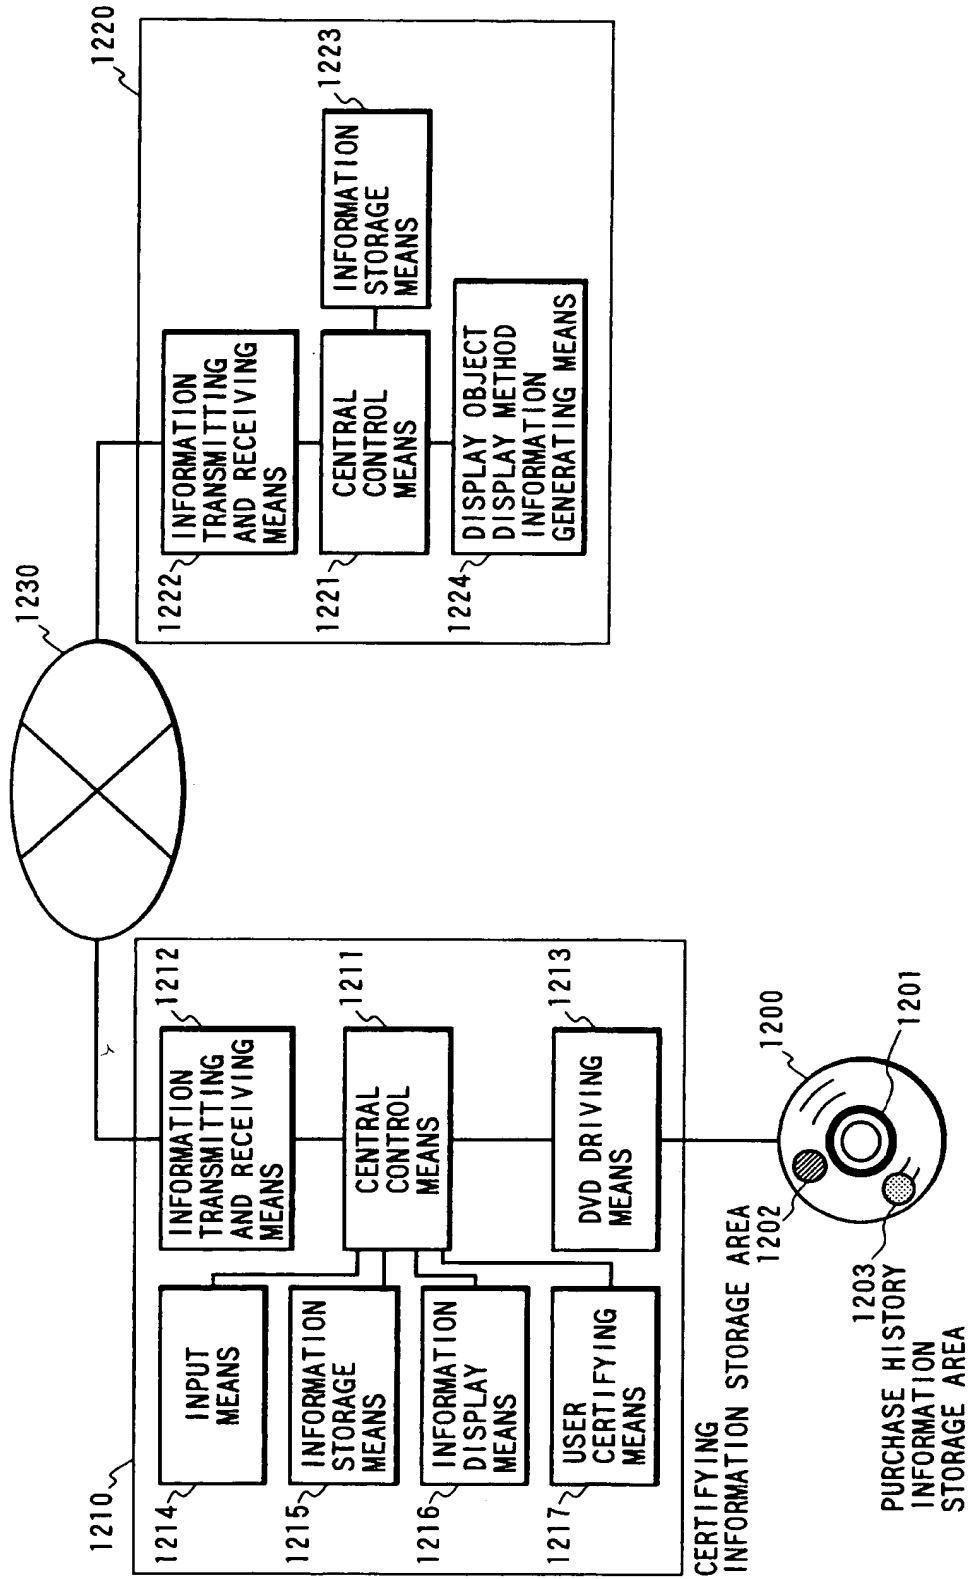 1210
1214
INPUT
MEANS
1215
INFORMATION
STORAGE
MEANS
1216
INFORMATION
DISPLAY
MEANS
1217
USER
CERTIFYING
MEANS
INFORMATION
TRANSMITTING
AND RECEIVING
MEANS
1212
CENTRAL
CONTROL
MEANS
1211
DVD DRIVING
MEANS
1213
CERTIFYING
INFORMATION STORAGE AREA
1202
1200
1201
1203
PURCHASE HISTORY
INFORMATION
STORAGE AREA
1230
1220
1222
INFORMATION
TRANSMITTING
AND RECEIVING
MEANS
1221
CENTRAL
CONTROL
MEANS
INFORMATION
STORAGE
MEANS
1223
1224
DISPLAY OBJECT
DISPLAY METHOD
INFORMATION
GENERATING MEANS